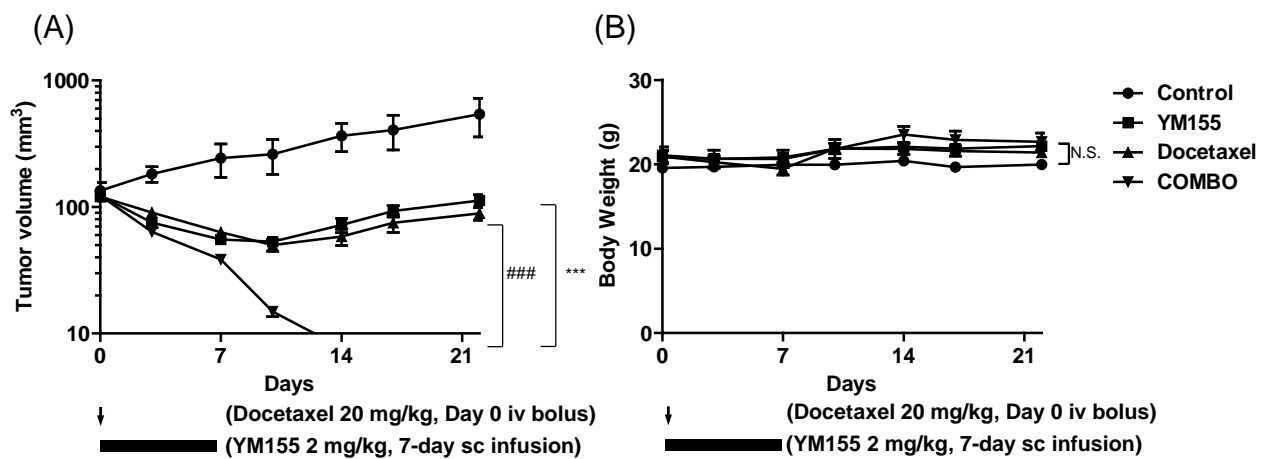 (A)
1000
100
10
Tumor volume (mm3)
0 7 14 21
Days
###
***
(Docetaxel 20 mg/kg, Day 0 iv bolus)
(YM155 2 mg/kg, 7-day sc infusion)
(B)
30
20
10
0
Body Weight (g)
0 7 14 21
Days
N.S.
Control
YM155
Docetaxel
COMBO
(Docetaxel 20 mg/kg, Day 0 iv bolus)
(YM155 2 mg/kg, 7-day sc infusion)